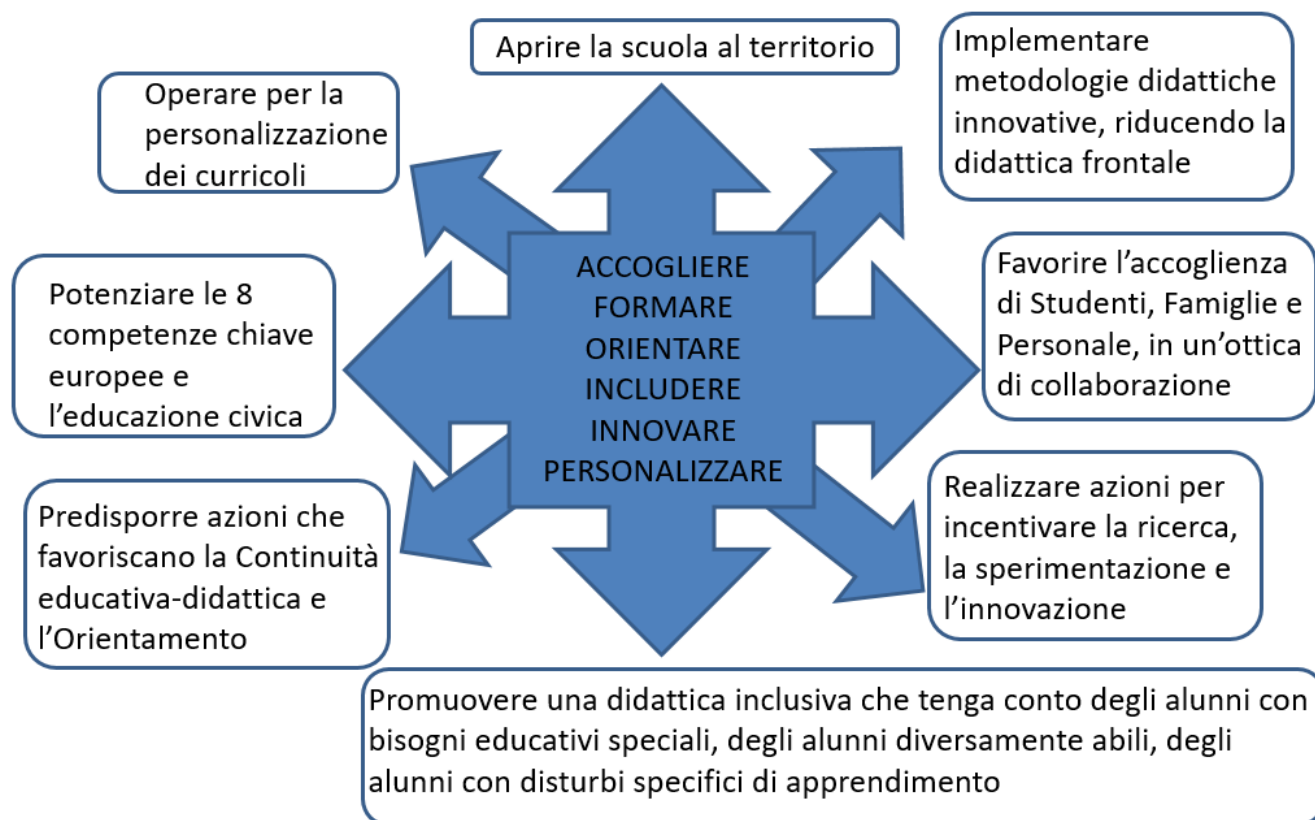 Aprire la scuola al territorio
Implementare
metodologie didattiche
innovative, riducendo la
didattica frontale
Operare per la
personalizzazione
dei curricoli
ACCOGLIERE
FORMARE
ORIENTARE
INCLUDERE
INNOVARE
PERSONALIZZARE
Favorire l’accoglienza
di Studenti, Famiglie e
Personale, in un’ottica
di collaborazione
Potenziare le 8
competenze chiave
europee e
l’educazione civica
Realizzare azioni per
incentivare la ricerca,
la sperimentazione e
l’innovazione
Predisporre azioni che
favoriscano la Continuità
educativa-didattica e
l’Orientamento
Promuovere una didattica inclusiva che tenga conto degli alunni con
bisogni educativi speciali, degli alunni diversamente abili, degli
alunni con disturbi specifici di apprendimento